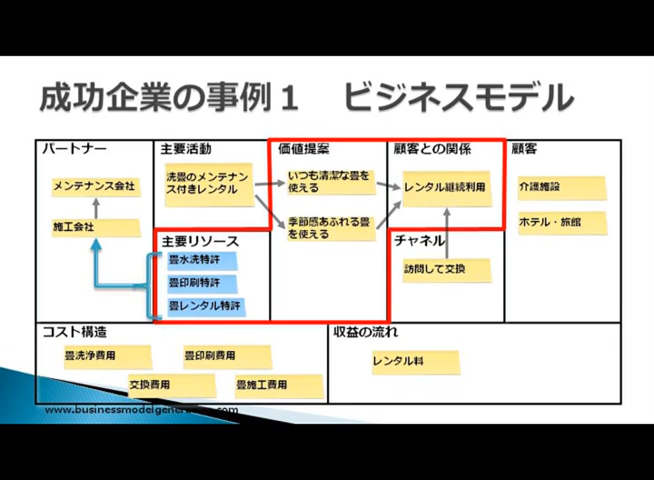 成功企業の事例１　ビジネスモデル
パートナー
メンテナンス会社
施工会社
主要活動
洗畳のメンテナン
ス付きレンタル
主要リソース
畳水洗特許
畳印刷特許
畳レンタル特許
価値提案
いつも清潔な畳を
使える
季節感あふれる畳
を使える
顧客との関係
レンタル継続利用
チャネル
訪問して交換
顧客
介護施設
ホテル・旅館
コスト構造
畳洗浄費用
畳印刷費用
交換費用
畳施工費用
収益の流れ
レンタル料
www.businessmodelgeneration.com